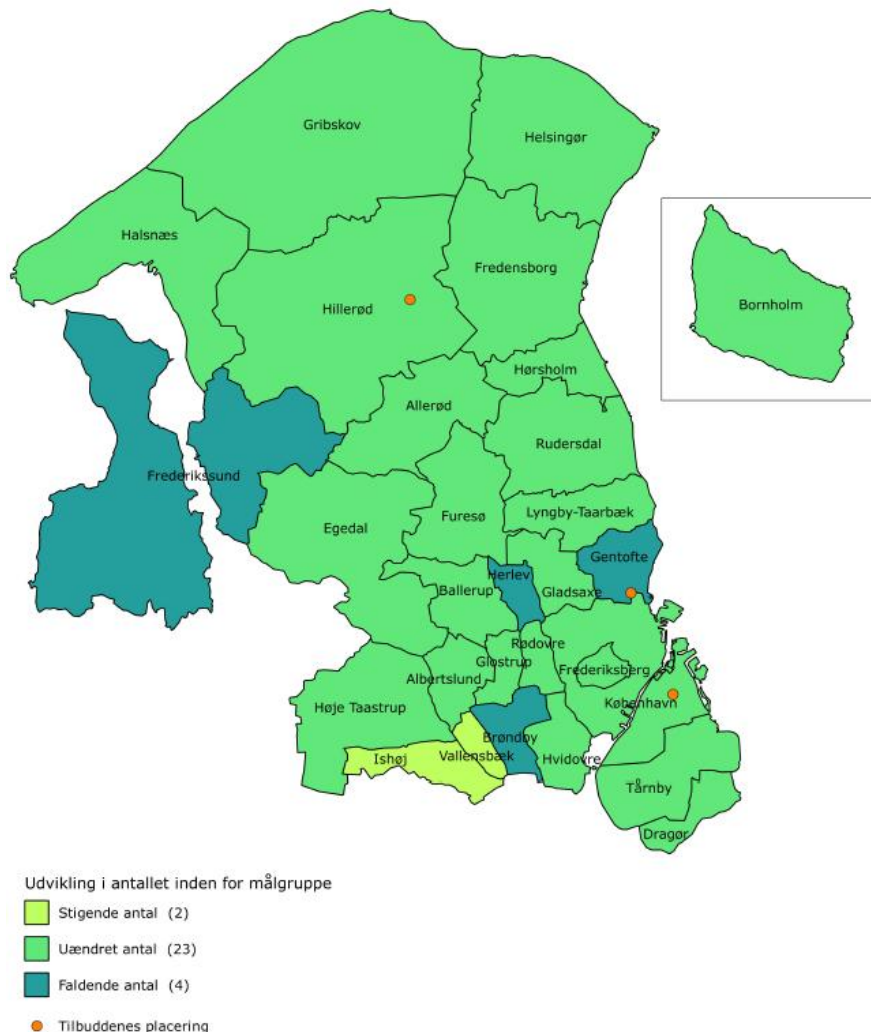 Gribskov
Helsingør
Halsnæs
Fredensborg
Hillerød
Bornholm
Hørsholm
Allerød
Rudersdal
Frederikssund
Egedal
Furesø
Lyngby-Taarbæk
Gentofte
Herlev
Ballerup
Gladsaxe
Rødovre
Glostrup
Frederiksberg
Albertslund
Høje Taastrup
København
Brøndby
Ishøj
Vallensbæk
Hvidovre
Tårnby
Dragør
Udvikling i antallet inden for målgruppe
Stigende antal (2)
Uændret antal (23)
Faldende antal (4)
Tilbuddenes placering